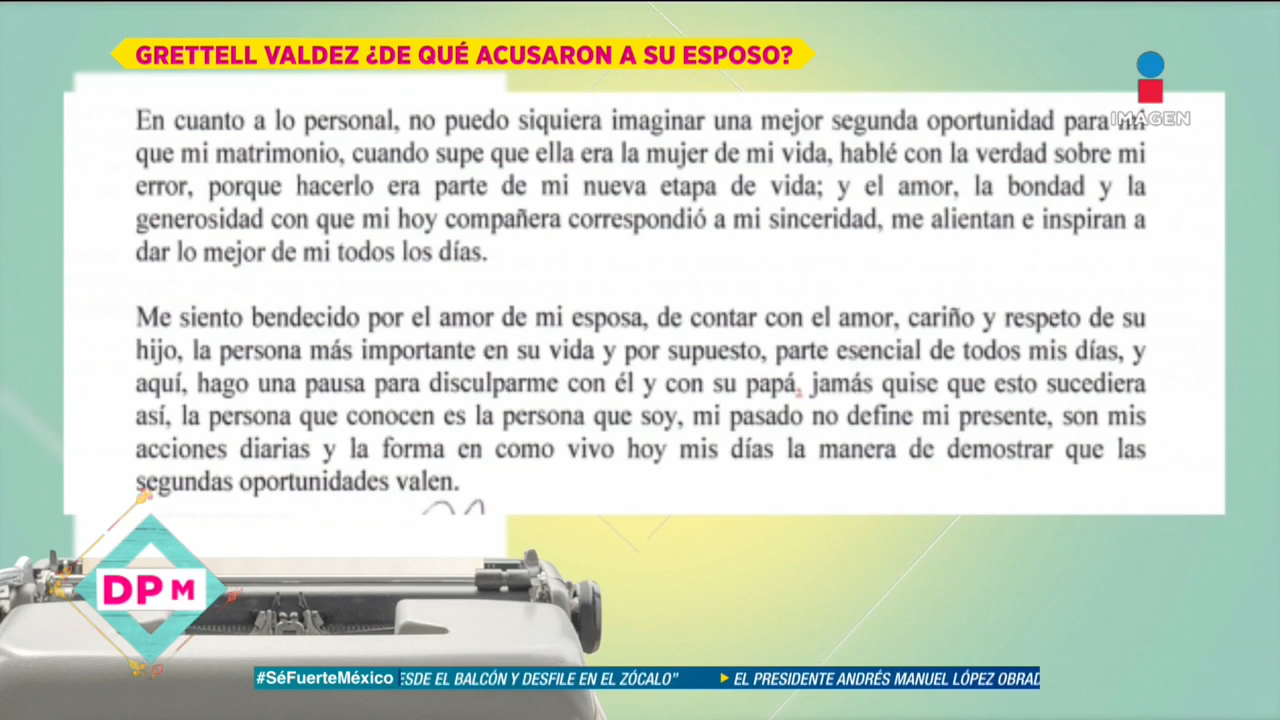 GRETTELL VALDEZ ¿DE QUÉ ACUSARON A SU ESPOSO?
IMAGEN
En cuanto a lo personal, no puedo siquiera imaginar una mejor segunda oportunidad para mí
que mi matrimonio, cuando supe que ella era la mujer de mi vida, hablé con la verdad sobre mi
error, porque hacerlo era parte de mi nueva etapa de vida; y el amor, la bondad y la
generosidad con que mi hoy compañera correspondió a mi sinceridad, me alientan e inspiran a
dar lo mejor de mi todos los días.
Me siento bendecido por el amor de mi esposa, de contar con el amor, cariño y respeto de su
hijo, la persona más importante en su vida y por supuesto, parte esencial de todos mis días, y
aquí, hago una pausa para disculparme con él y con su papá, jamás quise que esto sucediera
así, la persona que conocen es la persona que soy, mi pasado no define mi presente, son mis
acciones diarias y la forma en como vivo hoy mis días la manera de demostrar que las
segundas oportunidades valen.
DPM
#SéFuerteMéxico ESDE EL BALCÓN Y DESFILE EN EL ZÓCALO" EL PRESIDENTE ANDRÉS MANUEL LÓPEZ OBRAD